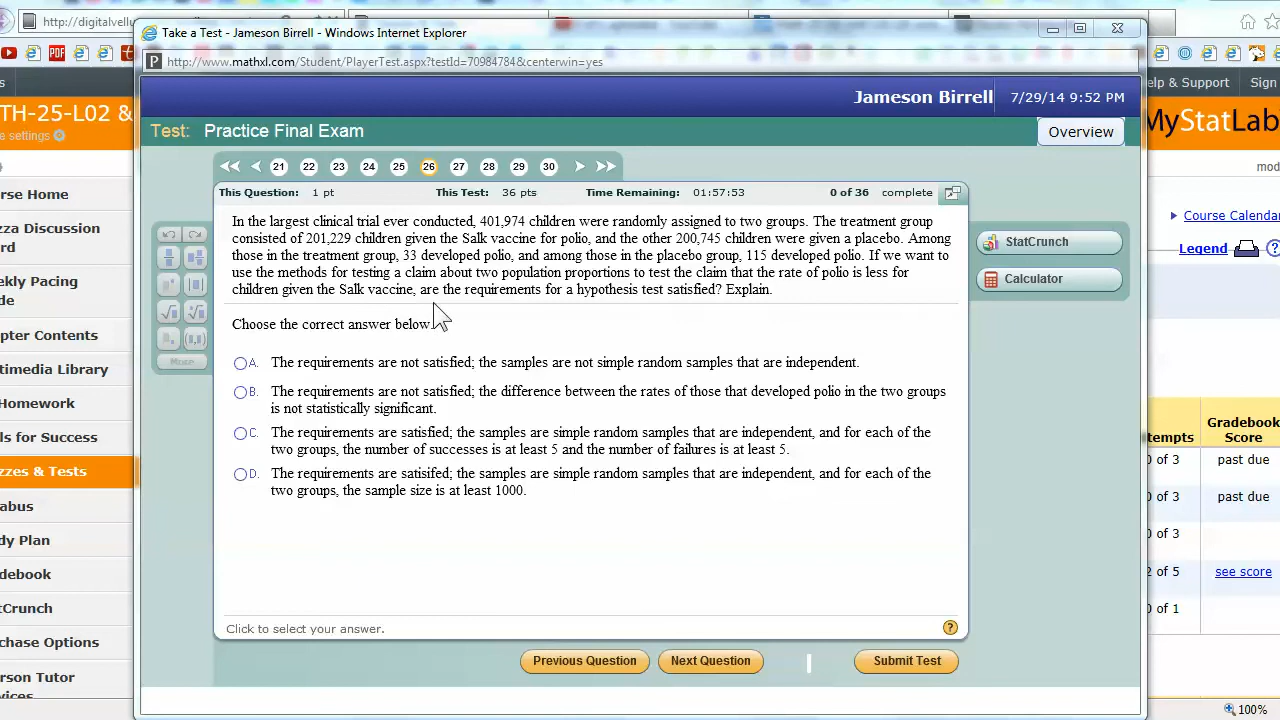 http://digitalvellu
Take a Test - Jameson Birrell - Windows Internet Explorer
http://www.mathxl.com/Student/PlayerTest.aspx?testId=70984784&centerwin=yes
PDF
elp & Support
Sign
Jameson Birrell
7/29/14 9:52 PM
TH-25-L02 &
e settings
Test: Practice Final Exam
Overview
MyStatLab
21 22 23 24 25 26 27 28 29 30
This Question: 1 pt
This Test: 36 pts
Time Remaining: 01:57:53
0 of 36 complete
In the largest clinical trial ever conducted, 401,974 children were randomly assigned to two groups. The treatment group
consisted of 201,229 children given the Salk vaccine for polio, and the other 200,745 children were given a placebo. Among
those in the treatment group, 33 developed polio, and among those in the placebo group, 115 developed polio. If we want to
use the methods for testing a claim about two population proportions to test the claim that the rate of polio is less for
children given the Salk vaccine, are the requirements for a hypothesis test satisfied? Explain.
Choose the correct answer below.
A. The requirements are not satisfied; the samples are not simple random samples that are independent.
B. The requirements are not satisfied; the difference between the rates of those that developed polio in the two groups
is not statistically significant.
C. The requirements are satisfied; the samples are simple random samples that are independent, and for each of the
two groups, the number of successes is at least 5 and the number of failures is at least 5.
D. The requirements are satisifed; the samples are simple random samples that are independent, and for each of the
two groups, the sample size is at least 1000.
Click to select your answer.
Previous Question
Next Question
Submit Test
More
StatCrunch
Calculator
rse Home
zza Discussion
rd
ekly Pacing
de
pter Contents
timedia Library
Homework
ls for Success
zzes & Tests
abus
dy Plan
debook
tCrunch
chase Options
rson Tutor
vices
mod
Course Calendar
Legend
tempts
Gradebook
Score
0 of 3
past due
0 of 3
past due
0 of 3
2 of 5
see score
0 of 1
100%